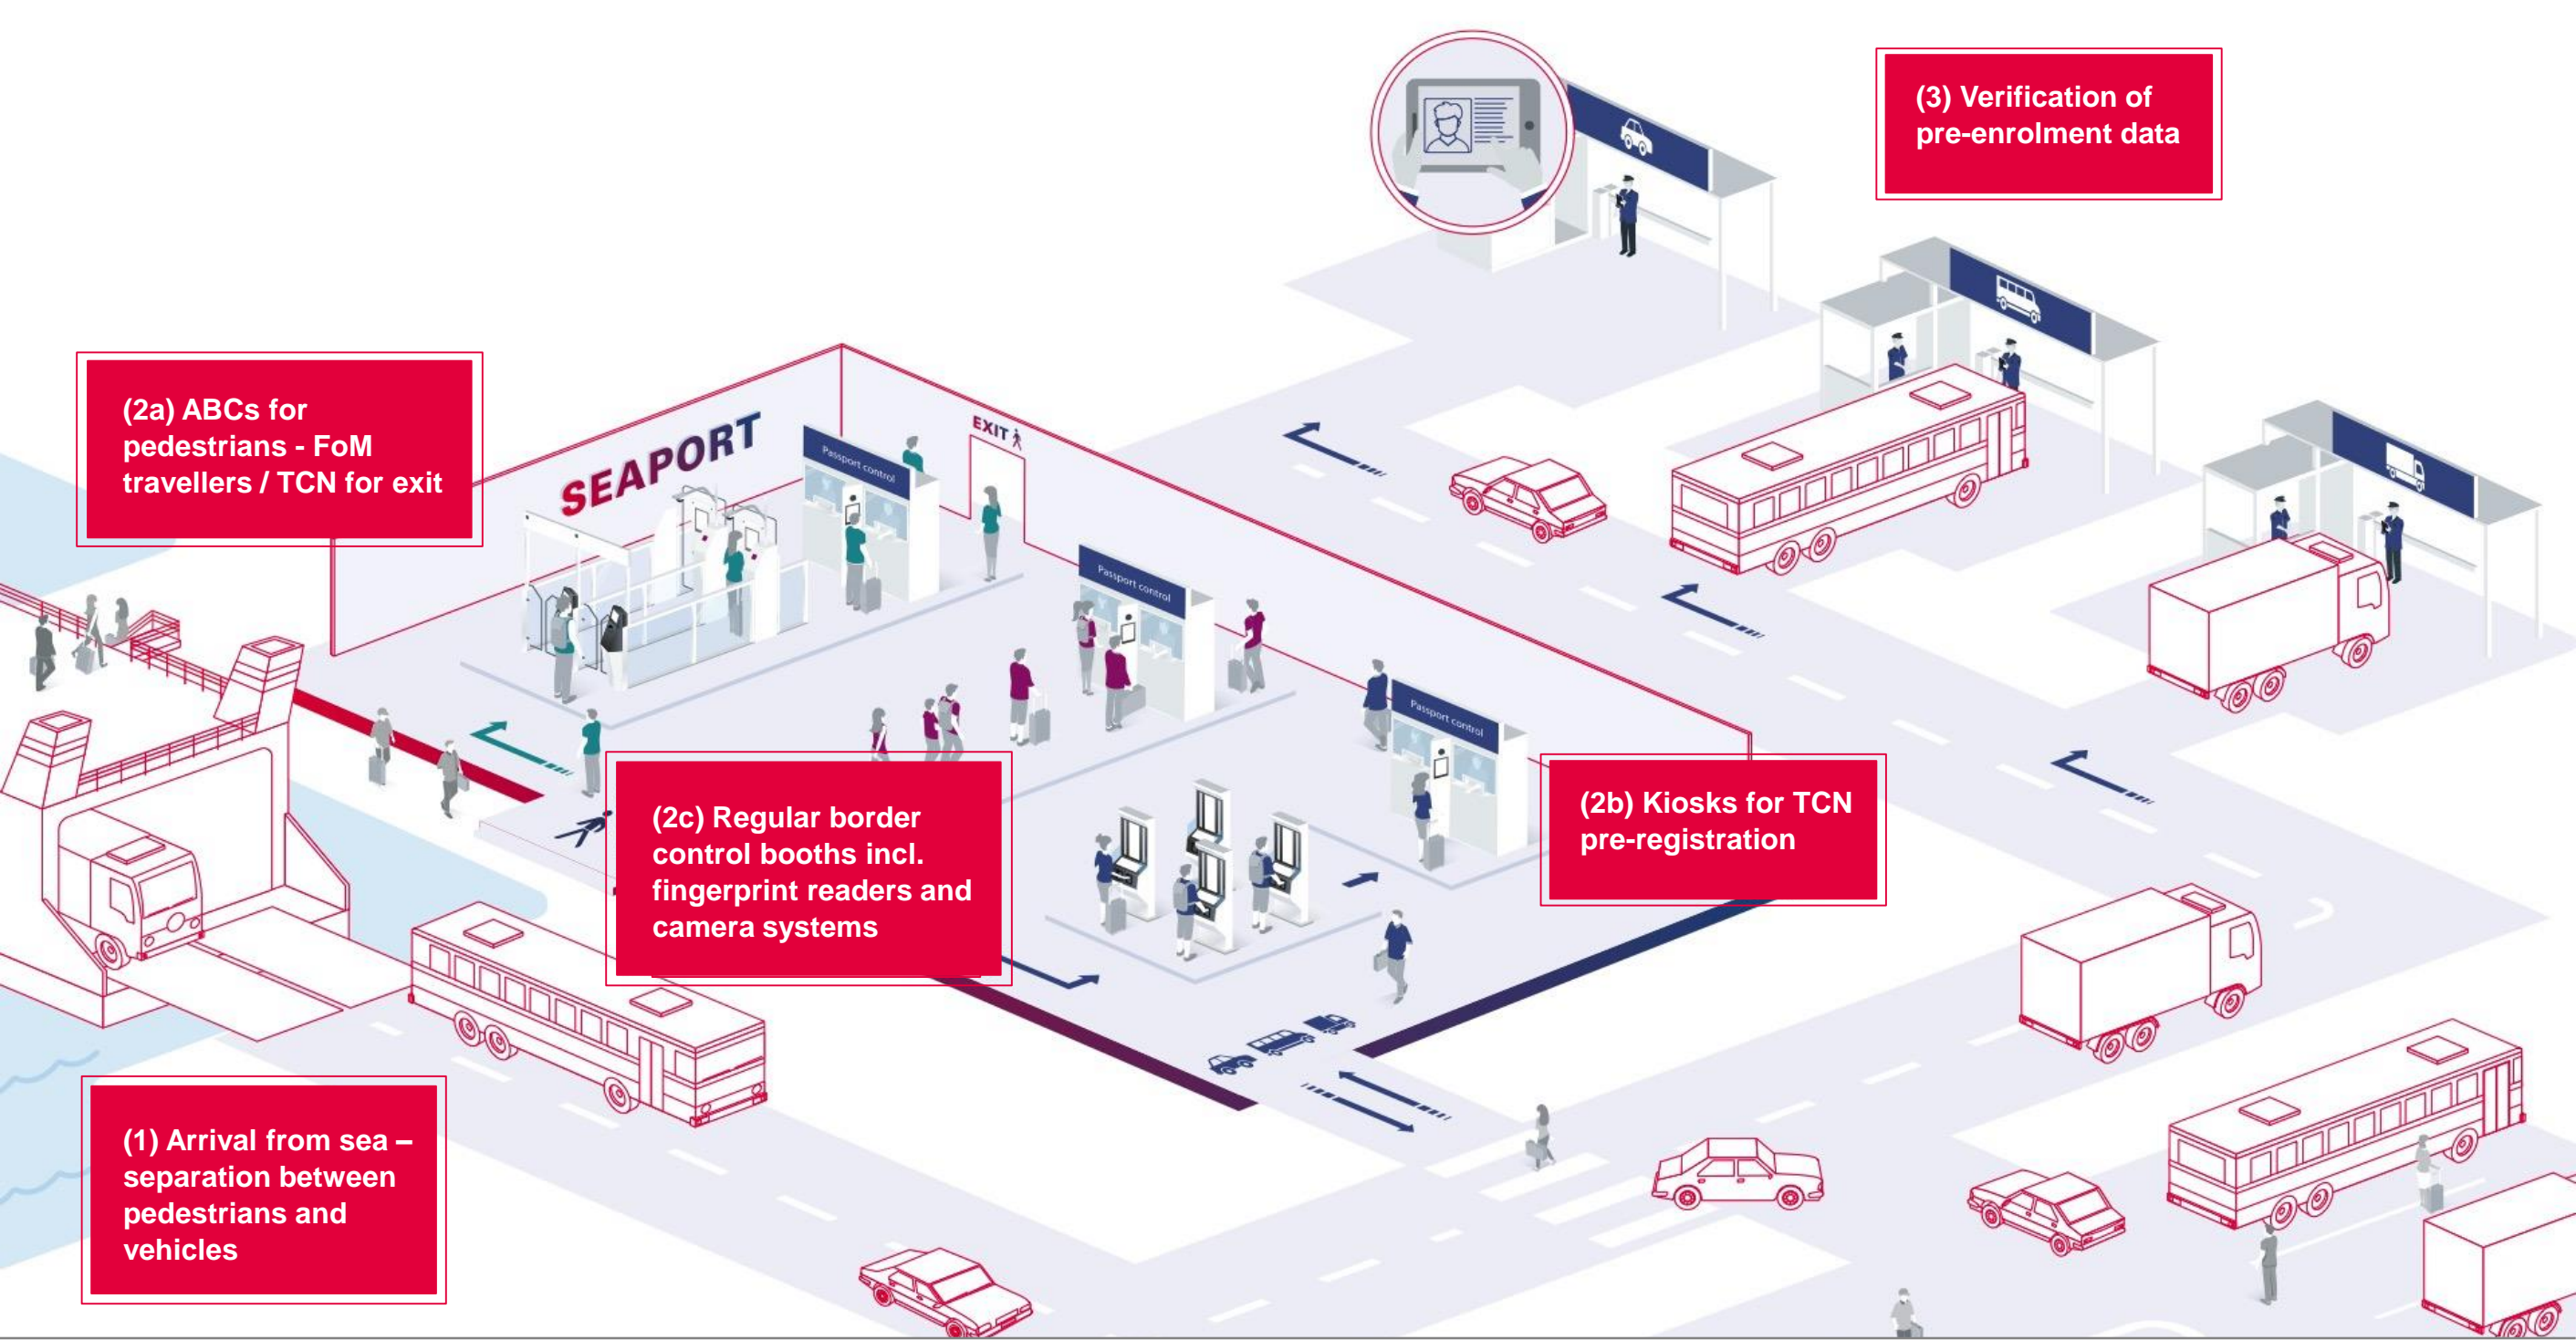 (3) Verification of
pre-enrolment data
(2a) ABCs for
pedestrians - FoM
travellers / TCN for exit
SEAPORT
Passport control
EXIT
Passport control
Passport control
(2c) Regular border
control booths incl.
fingerprint readers and
camera systems
(2b) Kiosks for TCN
pre-registration
(1) Arrival from sea –
separation between
pedestrians and
vehicles